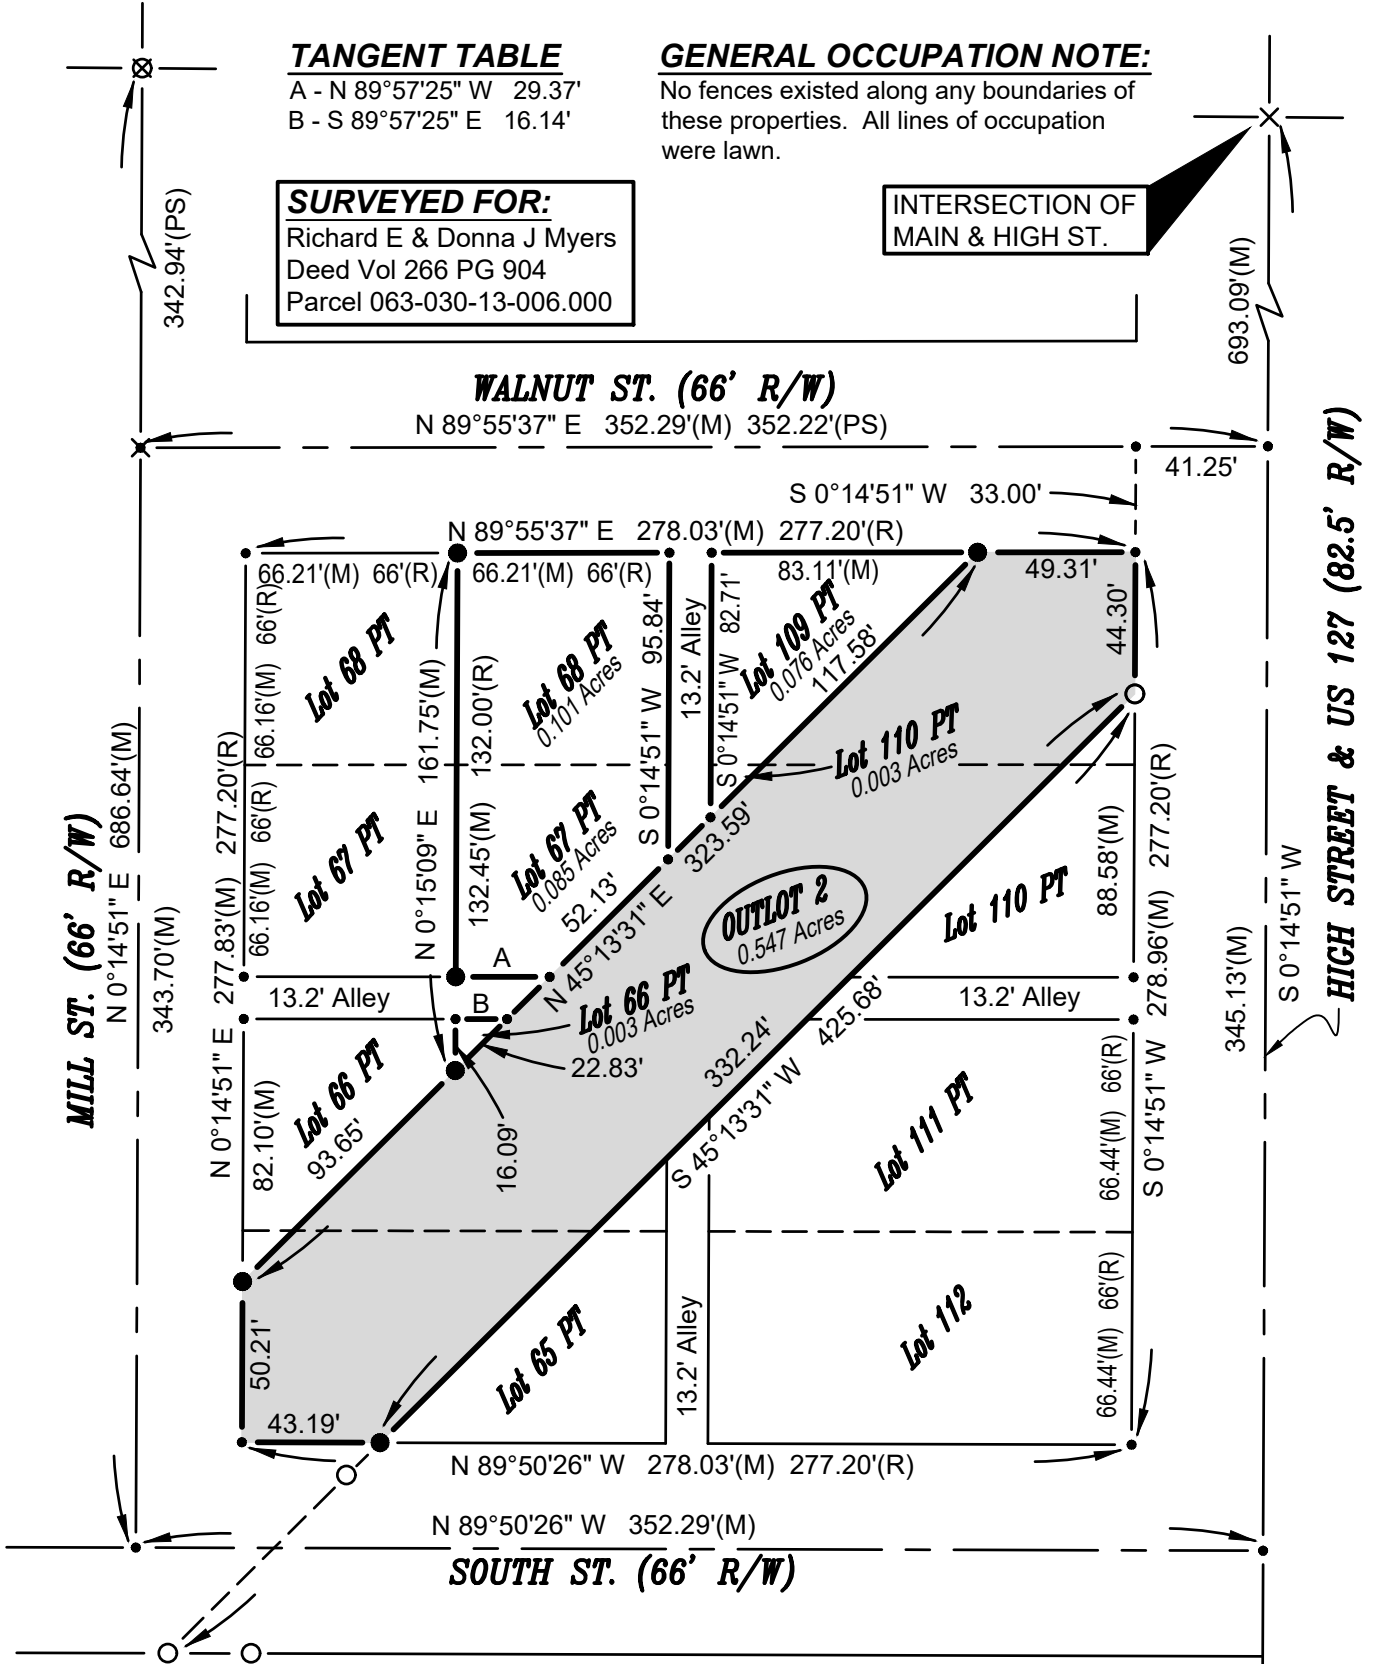 TANGENT TABLE
A - N 89°57'25" W 29.37'
B - S 89°57'25" E 16.14'
GENERAL OCCUPATION NOTE:
No fences existed along any boundaries of
these properties. All lines of occupation
were lawn.
SURVEYED FOR:
Richard E & Donna J Myers
Deed Vol 266 PG 904
Parcel 063-030-13-006.000
INTERSECTION OF
MAIN & HIGH ST.
342.94'(PS)
693.09'(M)
WALNUT ST. (66' R/W)
N 89°55'37" E 352.29'(M) 352.22'(PS)
41.25'
S 0°14'51" W 33.00'
N 89°55'37" E 278.03'(M) 277.20'(R)
66.21'(M) 66'(R)
66.21'(M) 66'(R)
83.11'(M)
49.31'
44.30'
66.16'(M) 66'(R)
Lot 68 PT
N 0°15'09" E 161.75'(M)
132.45'(M) 132.00'(R)
Lot 68 PT
0.101 Acres
S 0°14'51" W 95.84'
13.2' Alley
S 0°14'51" W 82.71'
Lot 109 PT
0.076 Acres
117.58'
Lot 110 PT
0.003 Acres
HIGH STREET & US 127 (82.5' R/W)
MILL ST. (66' R/W)
N 0°14'51" E 686.64'(M)
343.70'(M)
N 0°14'51" E 277.83'(M) 277.20'(R)
66.16'(M) 66'(R)
Lot 67 PT
Lot 67 PT
0.085 Acres
52.13'
N 45°13'31" E 323.59'
OUTLOT 2
0.547 Acres
Lot 110 PT
88.58'(M)
S 0°14'51" W 278.96'(M) 277.20'(R)
345.13'(M)
S 0°14'51" W
A
13.2' Alley
B
13.2' Alley
Lot 66 PT
0.003 Acres
22.83'
332.24'
S 45°13'31" W 425.68'
Lot 66 PT
82.10'(M)
93.65'
16.09'
Lot 111 PT
66.44'(M) 66'(R)
50.21'
43.19'
Lot 65 PT
13.2' Alley
Lot 112
66.44'(M) 66'(R)
N 89°50'26" W 278.03'(M) 277.20'(R)
N 89°50'26" W 352.29'(M)
SOUTH ST. (66' R/W)